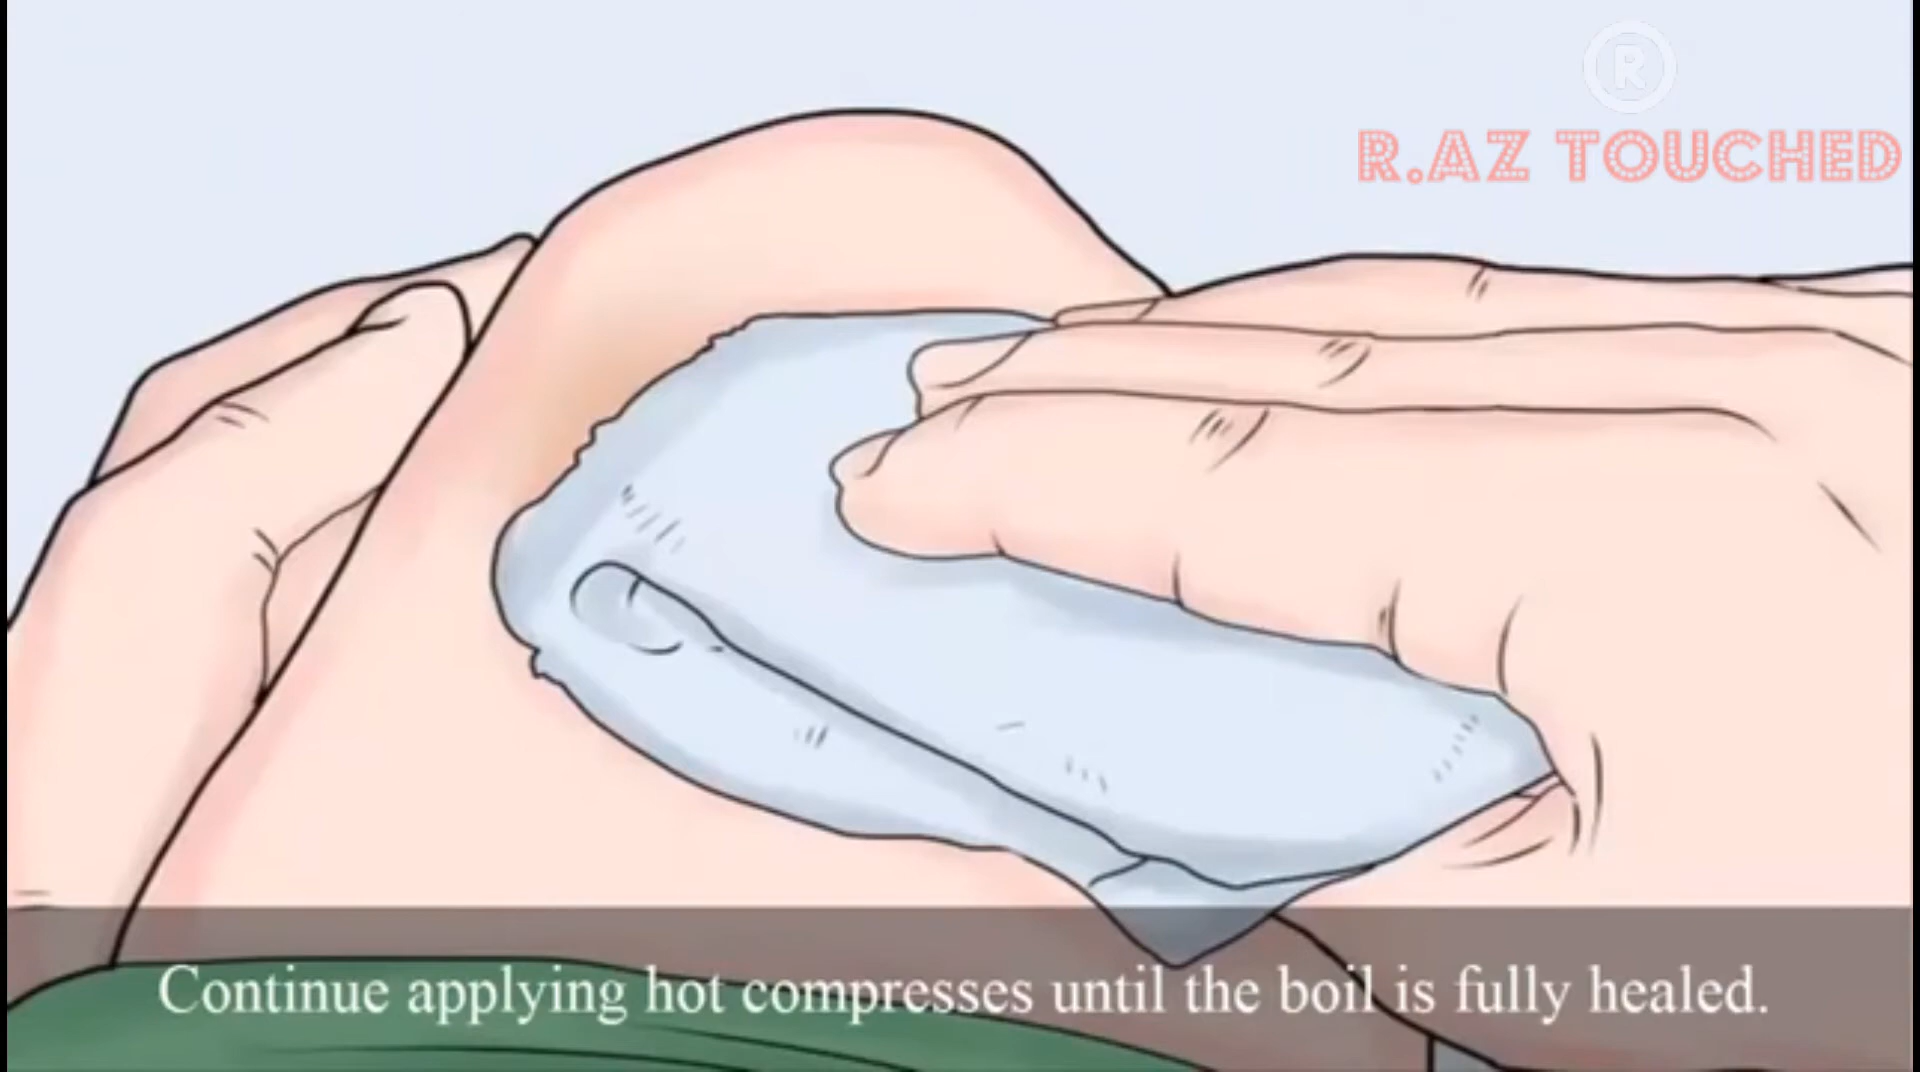 ®
R.AZ TOUCHED
Continue applying hot compresses until the boil is fully healed.